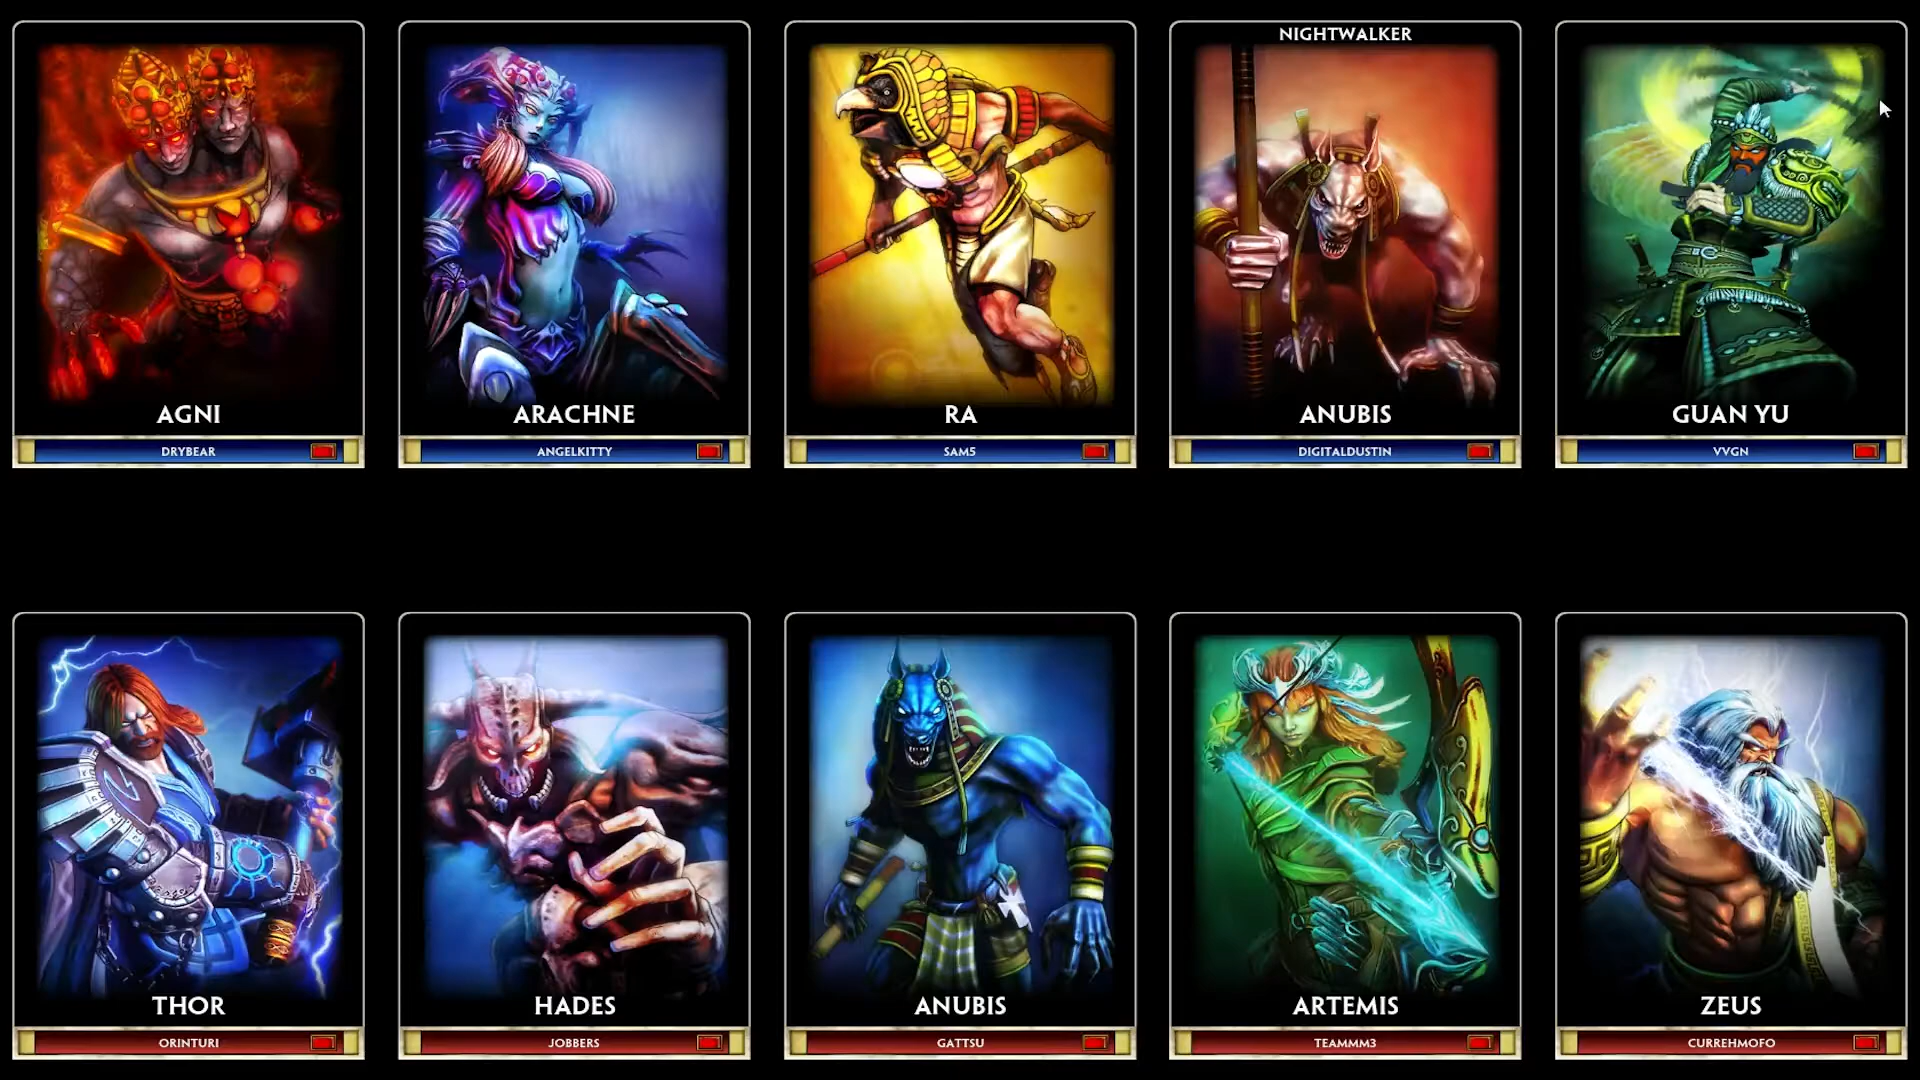 NIGHTWALKER
AGNI
ARACHNE
RA
ANUBIS
GUAN YU
DRYBEAR
ANGELKITTY
SAM5
DIGITALDUSTIN
VVGN
THOR
HADES
ANUBIS
ARTEMIS
ZEUS
ORINTURI
JOBBERS
GATTSU
TEAMMM3
CURREHMOFO